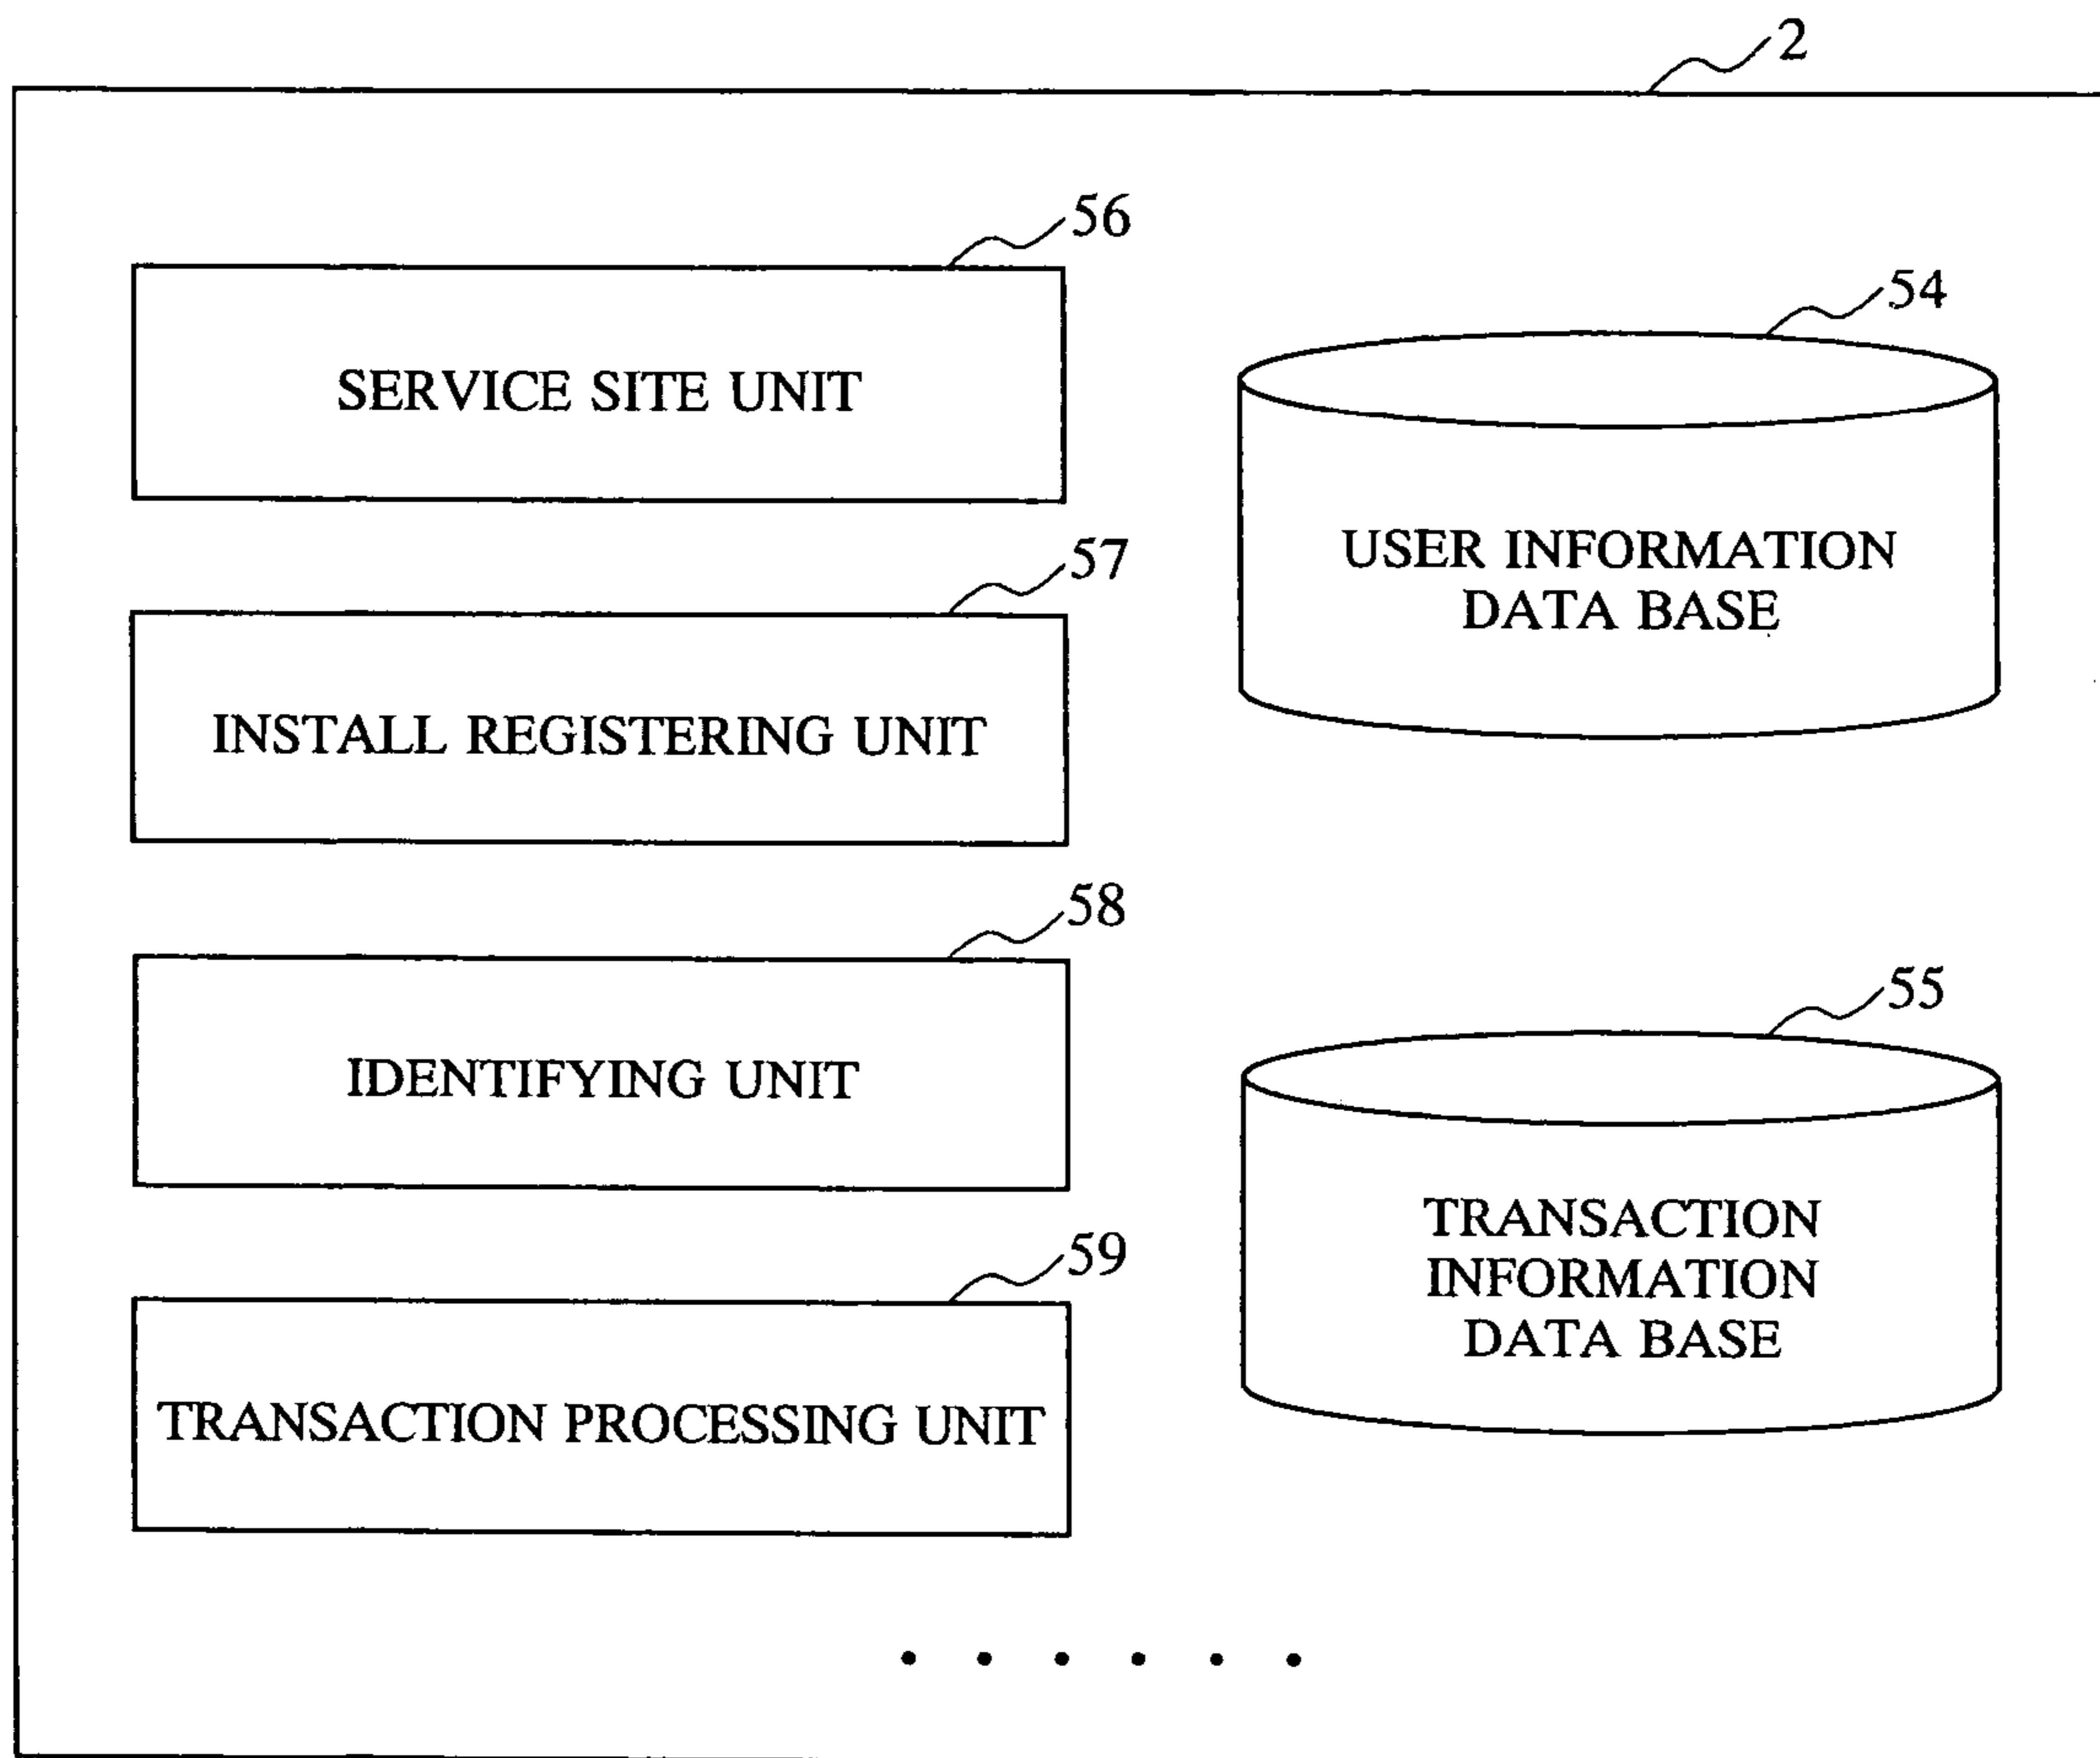 2
56
SERVICE SITE UNIT
54
USER INFORMATION
DATA BASE
57
INSTALL REGISTERING UNIT
58
IDENTIFYING UNIT
55
TRANSACTION
INFORMATION
DATA BASE
59
TRANSACTION PROCESSING UNIT